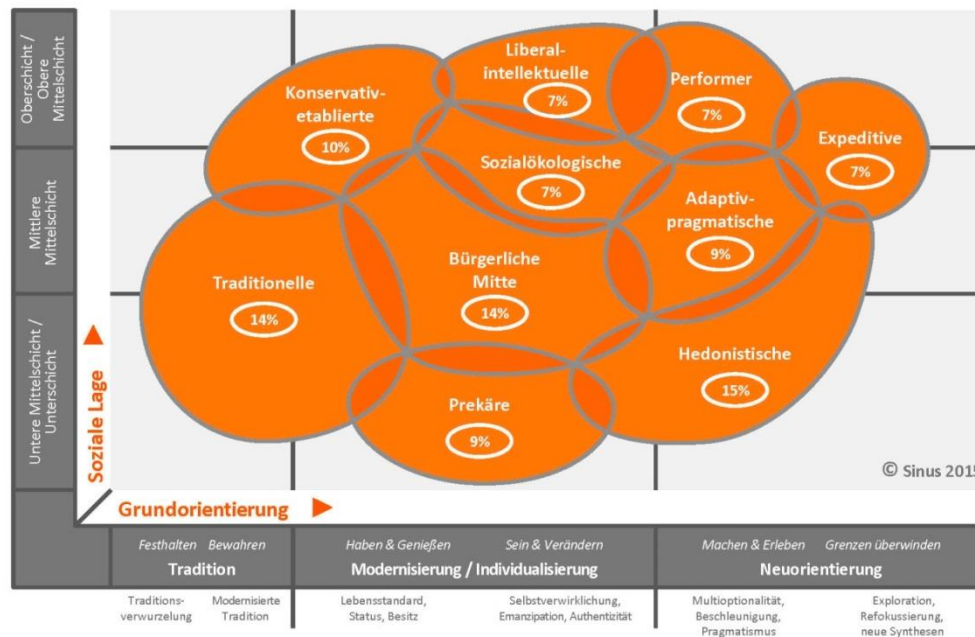 Oberschicht /
Obere
Mittelschicht
Mittlere
Mittelschicht
Untere Mittelschicht /
Unterschicht
Soziale Lage
Konservativ-
etablierte
10%
Liberal-
intellektuelle
7%
Performer
7%
Expeditive
7%
Sozialökologische
7%
Adaptiv-
pragmatische
9%
Traditionelle
14%
Bürgerliche
Mitte
14%
Hedonistische
15%
Prekäre
9%
© Sinus 2015
Grundorientierung
Festhalten Bewahren
Tradition
Haben & Genießen Sein & Verändern
Modernisierung / Individualisierung
Machen & Erleben Grenzen überwinden
Neuorientierung
Traditions-
verwurzelung
Modernisierte
Tradition
Lebensstandard,
Status, Besitz
Selbstverwirklichung,
Emanzipation, Authentizität
Multioptionalität,
Beschleunigung,
Pragmatismus
Exploration,
Refokussierung,
neue Synthesen